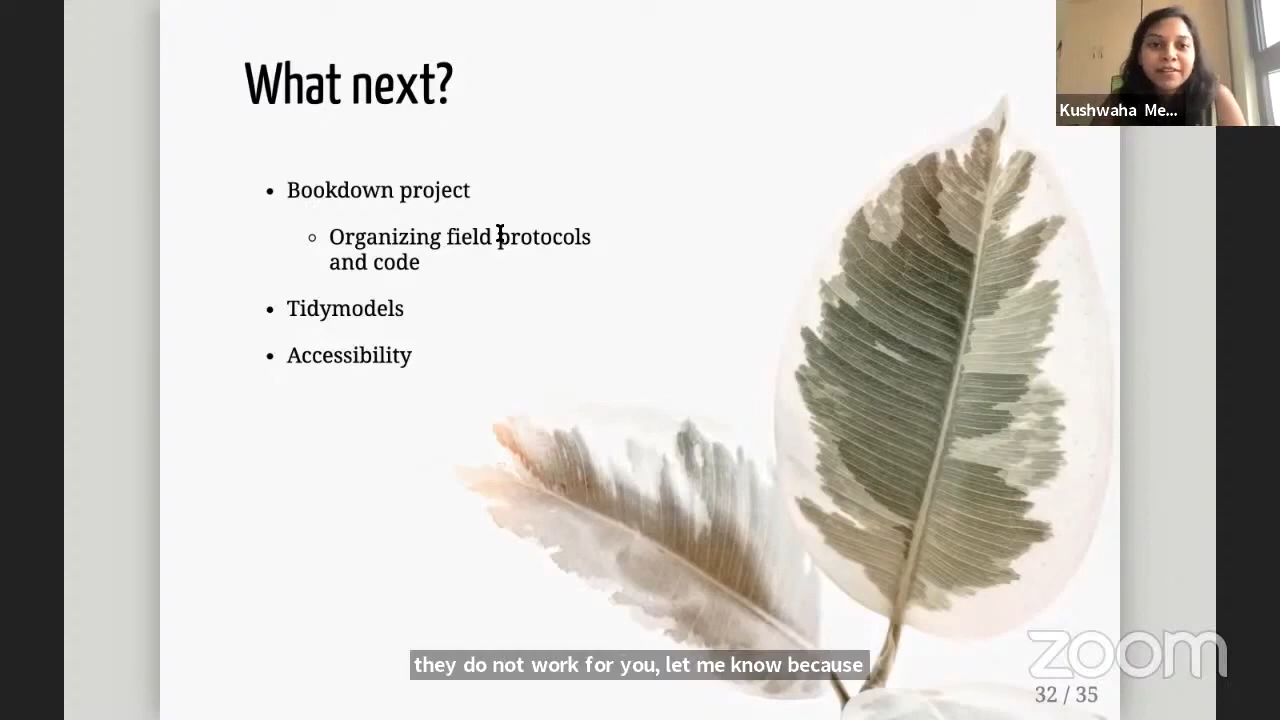 What next?
Kushwaha Me...
Bookdown project
Organizing field protocols
and code
Tidymodels
Accessibility
they do not work for you, let me know because
zoom
32 / 35